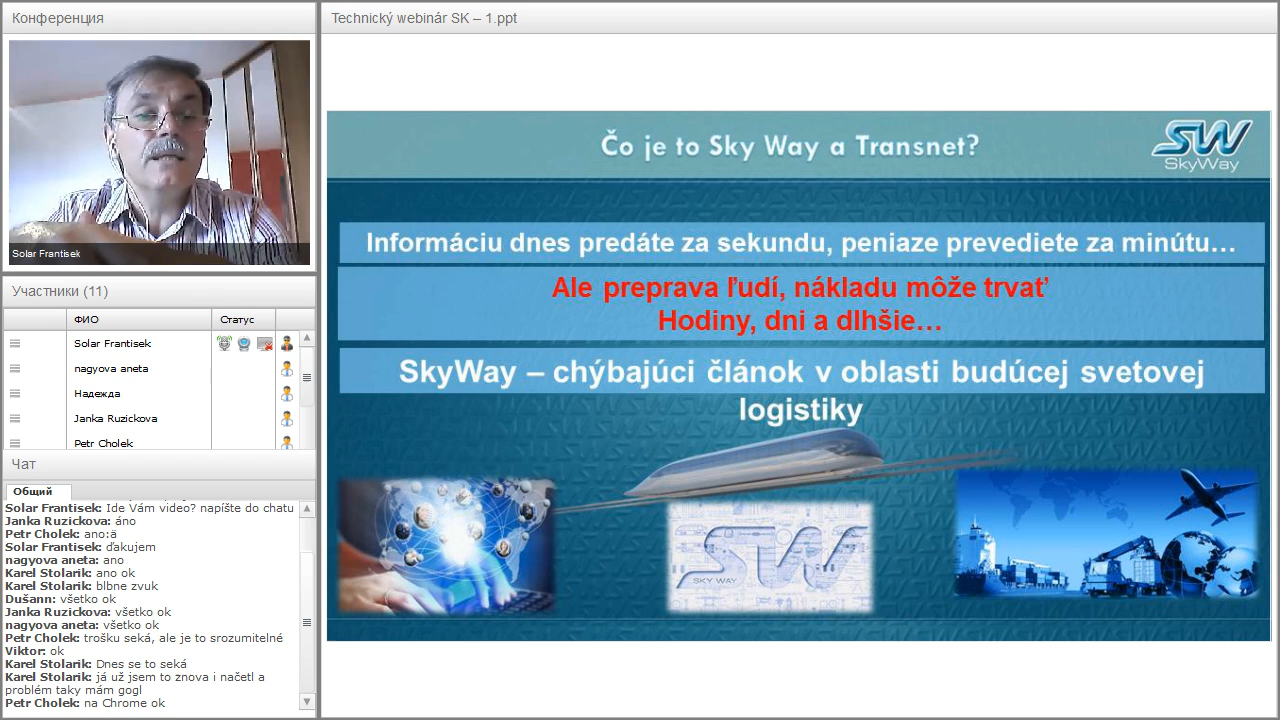 Конференция
Solar Frantisek
Участники (11)
ФИО
Статус
Solar Frantisek
nagyova aneta
Надежда
Janka Ruzickova
Petr Cholek
Чат
Общий
Solar Frantisek: Ide Vám video? napíšte do chatu
Janka Ruzickova: áno
Petr Cholek: ano:ä
Solar Frantisek: ďakujem
nagyova aneta: ano
Karel Stolarik: ano ok
Karel Stolarik: blbne zvuk
Dušann: všetko ok
Janka Ruzickova: všetko ok
nagyova aneta: všetko ok
Petr Cholek: trošku seká, ale je to srozumitelné
Viktor: ok
Karel Stolarik: Dnes se to seká
Karel Stolarik: já už jsem to znova i načetl a
problém taky mám gogl
Petr Cholek: na Chrome ok
Technický webinár SK – 1.ppt
Čo je to Sky Way a Transnet?
SW
SkyWay
Informáciu dnes predáte za sekundu, peniaze prevediete za minútu…
Ale preprava ľudí, nákladu môže trvať
Hodiny, dni a dlhšie…
SkyWay – chýbajúci článok v oblasti budúcej svetovej
logistiky
SW
SKY WAY